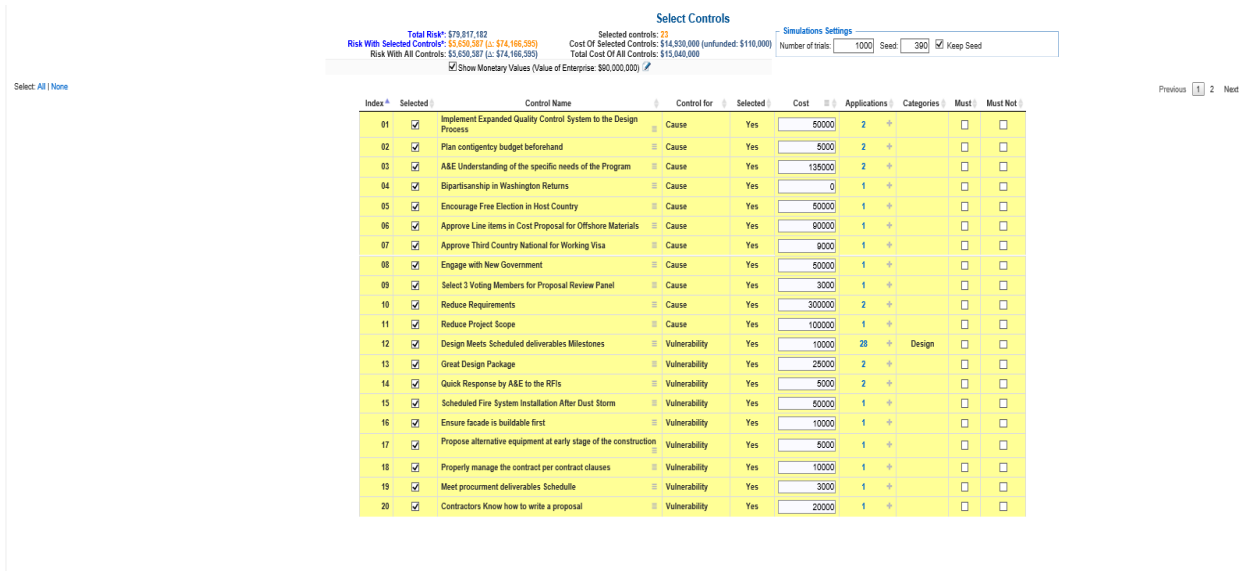 Select Controls
Total Risk*: $79,817,182 Selected controls: 23
Risk With Selected Controls*: $5,650,587 (Δ: $74,166,595) Cost Of Selected Controls: $14,930,000 (unfunded: $110,000)
Risk With All Controls: $5,650,587 (Δ: $74,166,595) Total Cost Of All Controls: $15,040,000
Simulations Settings
Number of trials: 1000 Seed: 390 Keep Seed
Show Monetary Values (Value of Enterprise: $90,000,000)
Select: All | None
Previous 1 2 Next
Index Selected Control Name Control for Selected Cost Applications Categories Must Must Not
01 Implement Expanded Quality Control System to the Design Process Cause Yes 50000 2
02 Plan contigentcy budget beforehand Cause Yes 5000 2
03 A&E Understanding of the specific needs of the Program Cause Yes 135000 2
04 Bipartisanship in Washington Returns Cause Yes 0 1
05 Encourage Free Election in Host Country Cause Yes 50000 1
06 Approve Line items in Cost Proposal for Offshore Materials Cause Yes 90000 1
07 Approve Third Country National for Working Visa Cause Yes 9000 1
08 Engage with New Government Cause Yes 50000 1
09 Select 3 Voting Members for Proposal Review Panel Cause Yes 3000 1
10 Reduce Requirements Cause Yes 300000 2
11 Reduce Project Scope Cause Yes 100000 1
12 Design Meets Scheduled deliverables Milestones Vulnerability Yes 10000 28 Design
13 Great Design Package Vulnerability Yes 25000 2
14 Quick Response by A&E to the RFIs Vulnerability Yes 5000 2
15 Scheduled Fire System Installation After Dust Storm Vulnerability Yes 50000 1
16 Ensure facade is buildable first Vulnerability Yes 10000 1
17 Propose alternative equipment at early stage of the construction Vulnerability Yes 5000 1
18 Properly manage the contract per contract clauses Vulnerability Yes 10000 1
19 Meet procurment deliverables Schedulle Vulnerability Yes 3000 1
20 Contractors Know how to write a proposal Vulnerability Yes 20000 1